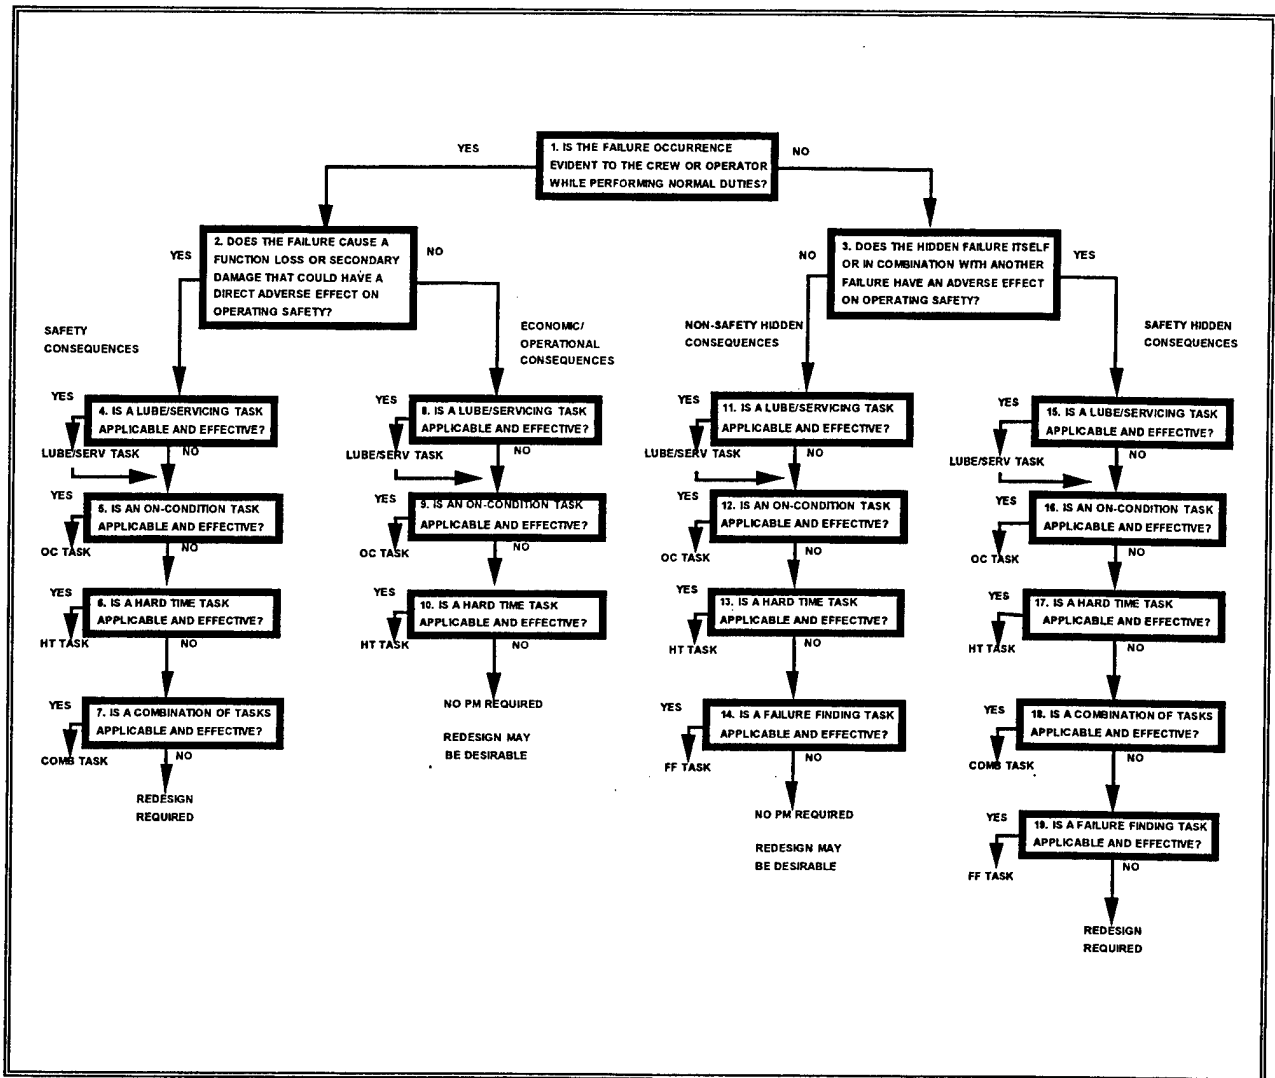 YES
1. IS THE FAILURE OCCURRENCE
EVIDENT TO THE CREW OR OPERATOR
WHILE PERFORMING NORMAL DUTIES?
NO
YES
2. DOES THE FAILURE CAUSE A
FUNCTION LOSS OR SECONDARY
DAMAGE THAT COULD HAVE A
DIRECT ADVERSE EFFECT ON
OPERATING SAFETY?
NO
NO
3. DOES THE HIDDEN FAILURE ITSELF
OR IN COMBINATION WITH ANOTHER
FAILURE HAVE AN ADVERSE EFFECT
ON OPERATING SAFETY?
YES
SAFETY
CONSEQUENCES
ECONOMIC/
OPERATIONAL
CONSEQUENCES
NON-SAFETY HIDDEN
CONSEQUENCES
SAFETY HIDDEN
CONSEQUENCES
YES
4. IS A LUBE/SERVICING TASK
APPLICABLE AND EFFECTIVE?
LUBE/SERV TASK
NO
YES
5. IS AN ON-CONDITION TASK
APPLICABLE AND EFFECTIVE?
OC TASK
NO
YES
6. IS A HARD TIME TASK
APPLICABLE AND EFFECTIVE?
HT TASK
NO
YES
7. IS A COMBINATION OF TASKS
APPLICABLE AND EFFECTIVE?
COMB TASK
NO
REDESIGN
REQUIRED
YES
8. IS A LUBE/SERVICING TASK
APPLICABLE AND EFFECTIVE?
LUBE/SERV TASK
NO
YES
9. IS AN ON-CONDITION TASK
APPLICABLE AND EFFECTIVE?
OC TASK
NO
YES
10. IS A HARD TIME TASK
APPLICABLE AND EFFECTIVE?
HT TASK
NO
NO PM REQUIRED
REDESIGN MAY
BE DESIRABLE
YES
11. IS A LUBE/SERVICING TASK
APPLICABLE AND EFFECTIVE?
LUBE/SERV TASK
NO
YES
12. IS AN ON-CONDITION TASK
APPLICABLE AND EFFECTIVE?
OC TASK
NO
YES
13. IS A HARD TIME TASK
APPLICABLE AND EFFECTIVE?
HT TASK
NO
YES
14. IS A FAILURE FINDING TASK
APPLICABLE AND EFFECTIVE?
FF TASK
NO
NO PM REQUIRED
REDESIGN MAY
BE DESIRABLE
YES
15. IS A LUBE/SERVICING TASK
APPLICABLE AND EFFECTIVE?
LUBE/SERV TASK
NO
YES
16. IS AN ON-CONDITION TASK
APPLICABLE AND EFFECTIVE?
OC TASK
NO
YES
17. IS A HARD TIME TASK
APPLICABLE AND EFFECTIVE?
HT TASK
NO
YES
18. IS A COMBINATION OF TASKS
APPLICABLE AND EFFECTIVE?
COMB TASK
NO
YES
19. IS A FAILURE FINDING TASK
APPLICABLE AND EFFECTIVE?
FF TASK
NO
REDESIGN
REQUIRED